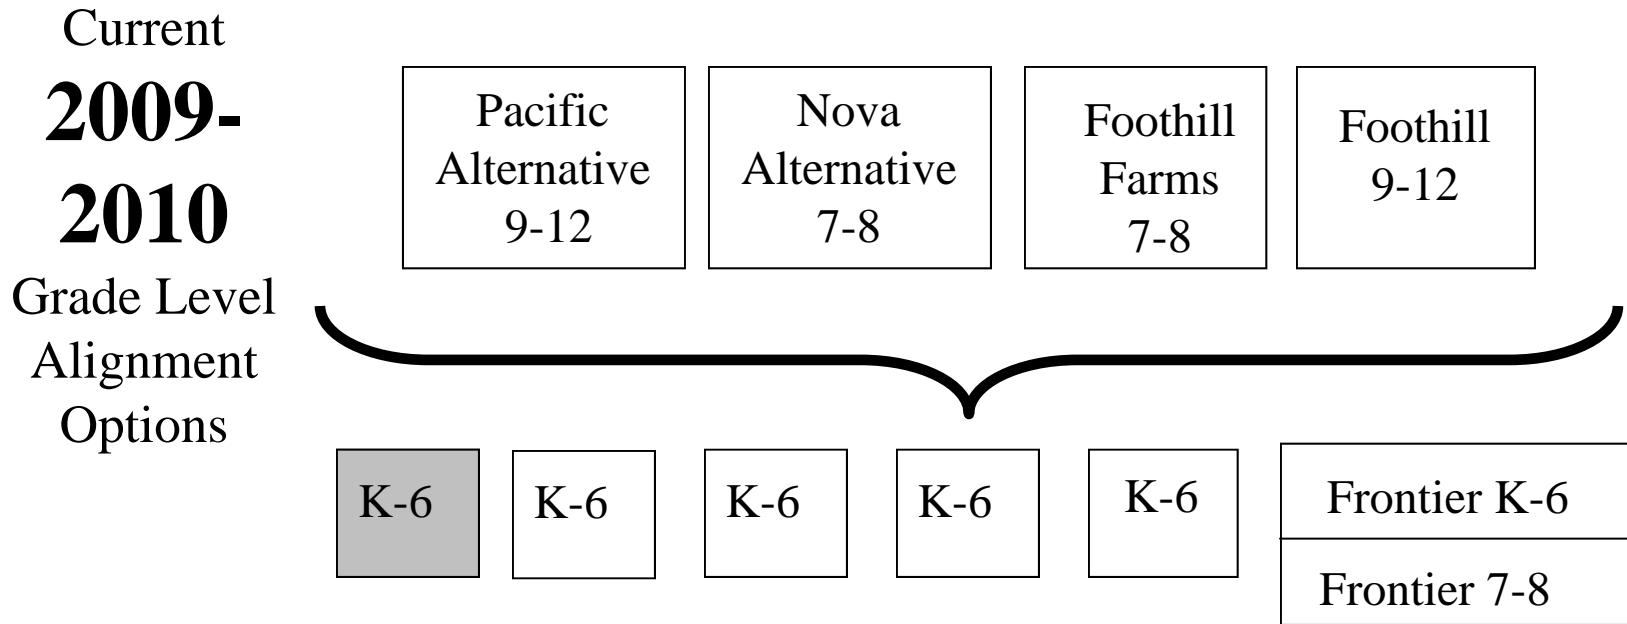 Current
2009-
2010
Grade Level
Alignment
Options
Pacific
Alternative
9-12
Nova
Alternative
7-8
Foothill
Farms
7-8
Foothill
9-12
K-6
K-6
K-6
K-6
K-6
Frontier K-6
Frontier 7-8